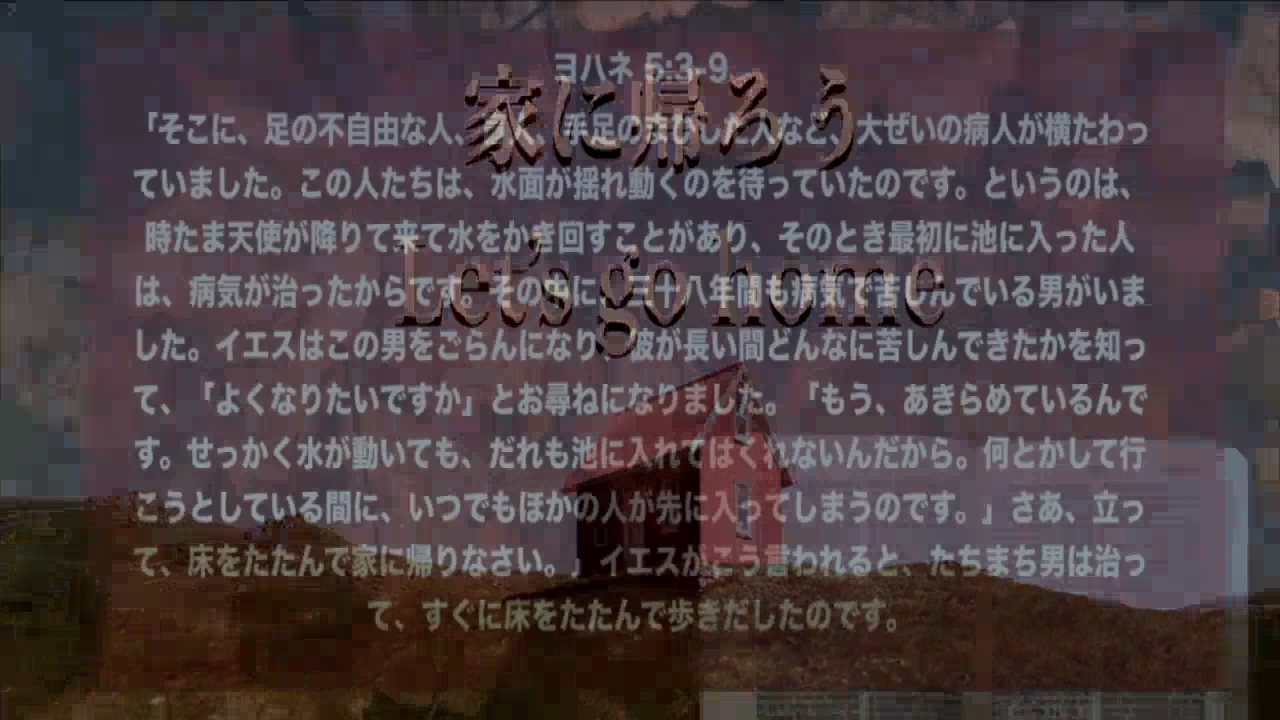 ヨハネ 5:3-9
家に帰ろう
「そこに、足の不自由な人、盲人、手足のまひした人など、大ぜいの病人が横たわっ
ていました。この人たちは、水面が揺れ動くのを待っていたのです。というのは、
時たま天使が降りて来て水をかき回すことがあり、そのとき最初に池に入った人
Let's go home
は、病気が治ったからです。その中に、三十八年間も病気で苦しんでいる男がいま
した。イエスはこの男をごらんになり、彼が長い間どんなに苦しんできたかを知っ
て、「よくなりたいですか」とお尋ねになりました。「もう、あきらめているんで
す。せっかく水が動いても、だれも池に入れてはくれないんだから。何とかして行
こうとしている間に、いつでもほかの人が先に入ってしまうのです。」さあ、立っ
て、床をたたんで家に帰りなさい。」イエスがこう言われると、たちまち男は治っ
て、すぐに床をたたんで歩きだしたのです。